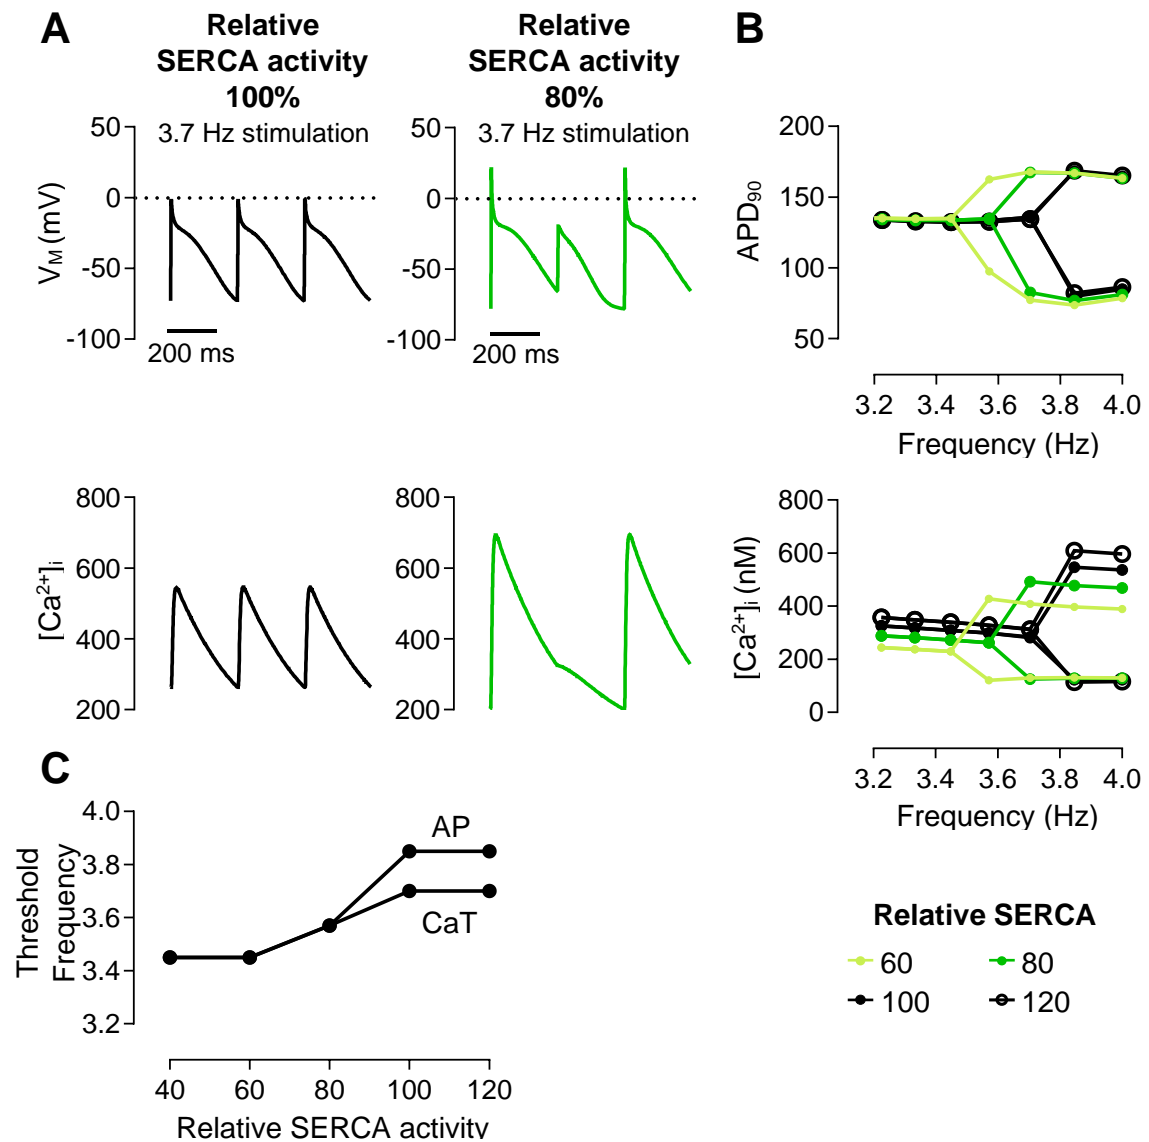 A
Relative
SERCA activity
100%
3.7 Hz stimulation
50
0
-50
-100
V_M (mV)
200 ms
Relative
SERCA activity
80%
3.7 Hz stimulation
50
0
-50
-100
200 ms
800
600
400
200
[Ca²⁺]ᵢ
800
600
400
200
B
200
150
100
50
APD₉₀
3.2 3.4 3.6 3.8 4.0
Frequency (Hz)
800
600
400
200
0
[Ca²⁺]ᵢ (nM)
3.2 3.4 3.6 3.8 4.0
Frequency (Hz)
Relative SERCA
60 80
100 120
C
4.0
3.8
3.6
3.4
3.2
Threshold
Frequency
AP
CaT
40 60 80 100 120
Relative SERCA activity